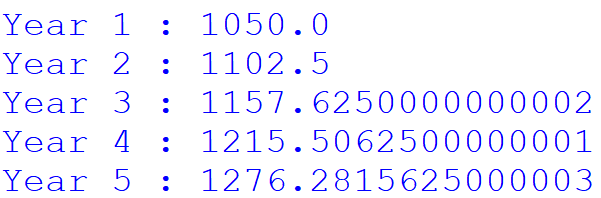 Year 1 : 1050.0
Year 2 : 1102.5
Year 3 : 1157.6250000000002
Year 4 : 1215.5062500000001
Year 5 : 1276.2815625000003